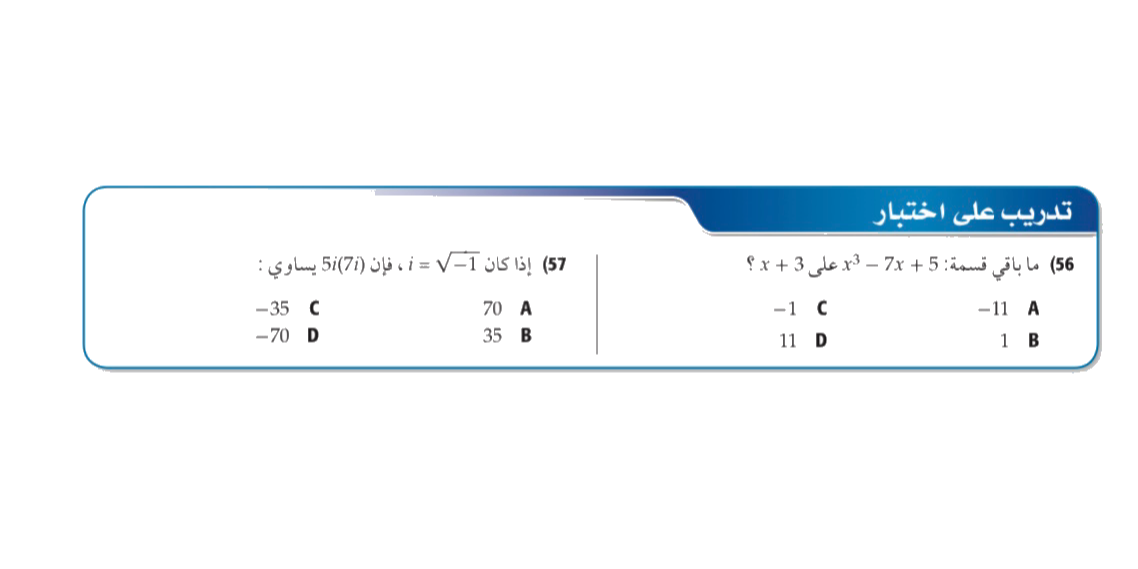 تدريب على اختبار
56) ما باقي قسمة: x³ − 7x + 5 على x + 3 ؟
A −11 C −1
B 1 D 11
57) إذا كان i = √−1 ، فإن 5i(7i) يساوي :
A 70 C −35
B 35 D −70